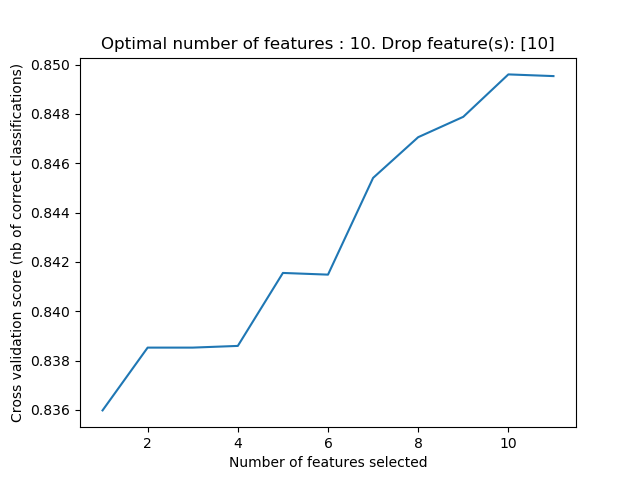 Optimal number of features : 10. Drop feature(s): [10]
Cross validation score (nb of correct classifications)
0.850
0.848
0.846
0.844
0.842
0.840
0.838
0.836
2 4 6 8 10
Number of features selected